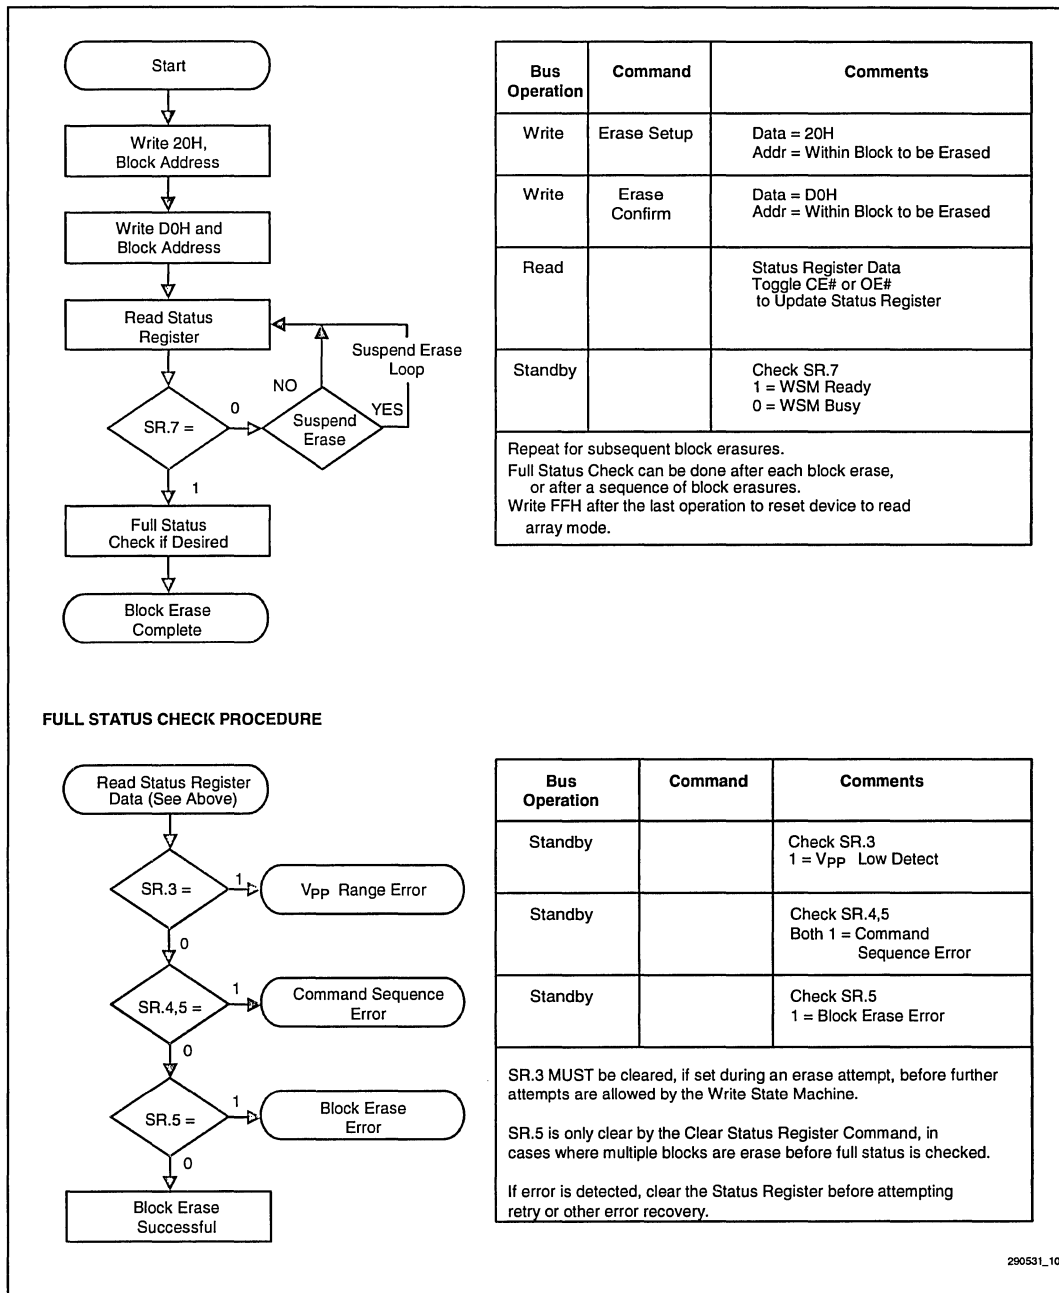 Start
Write 20H,
Block Address
Write D0H and
Block Address
Read Status
Register
Suspend Erase
Loop
NO
YES
0
SR.7 =
Suspend
Erase
1
Full Status
Check if Desired
Block Erase
Complete
Bus
Operation
Command
Comments
Write
Erase Setup
Data = 20H
Addr = Within Block to be Erased
Write
Erase
Confirm
Data = D0H
Addr = Within Block to be Erased
Read
Status Register Data
Toggle CE# or OE#
to Update Status Register
Standby
Check SR.7
1 = WSM Ready
0 = WSM Busy
Repeat for subsequent block erasures.
Full Status Check can be done after each block erase,
or after a sequence of block erasures.
Write FFH after the last operation to reset device to read
array mode.
FULL STATUS CHECK PROCEDURE
Read Status Register
Data (See Above)
SR.3 =
1
VPP Range Error
0
SR.4,5 =
1
Command Sequence
Error
0
SR.5 =
1
Block Erase
Error
0
Block Erase
Successful
Bus
Operation
Command
Comments
Standby
Check SR.3
1 = VPP Low Detect
Standby
Check SR.4,5
Both 1 = Command
Sequence Error
Standby
Check SR.5
1 = Block Erase Error
SR.3 MUST be cleared, if set during an erase attempt, before further
attempts are allowed by the Write State Machine.
SR.5 is only clear by the Clear Status Register Command, in
cases where multiple blocks are erase before full status is checked.
If error is detected, clear the Status Register before attempting
retry or other error recovery.
290531_10